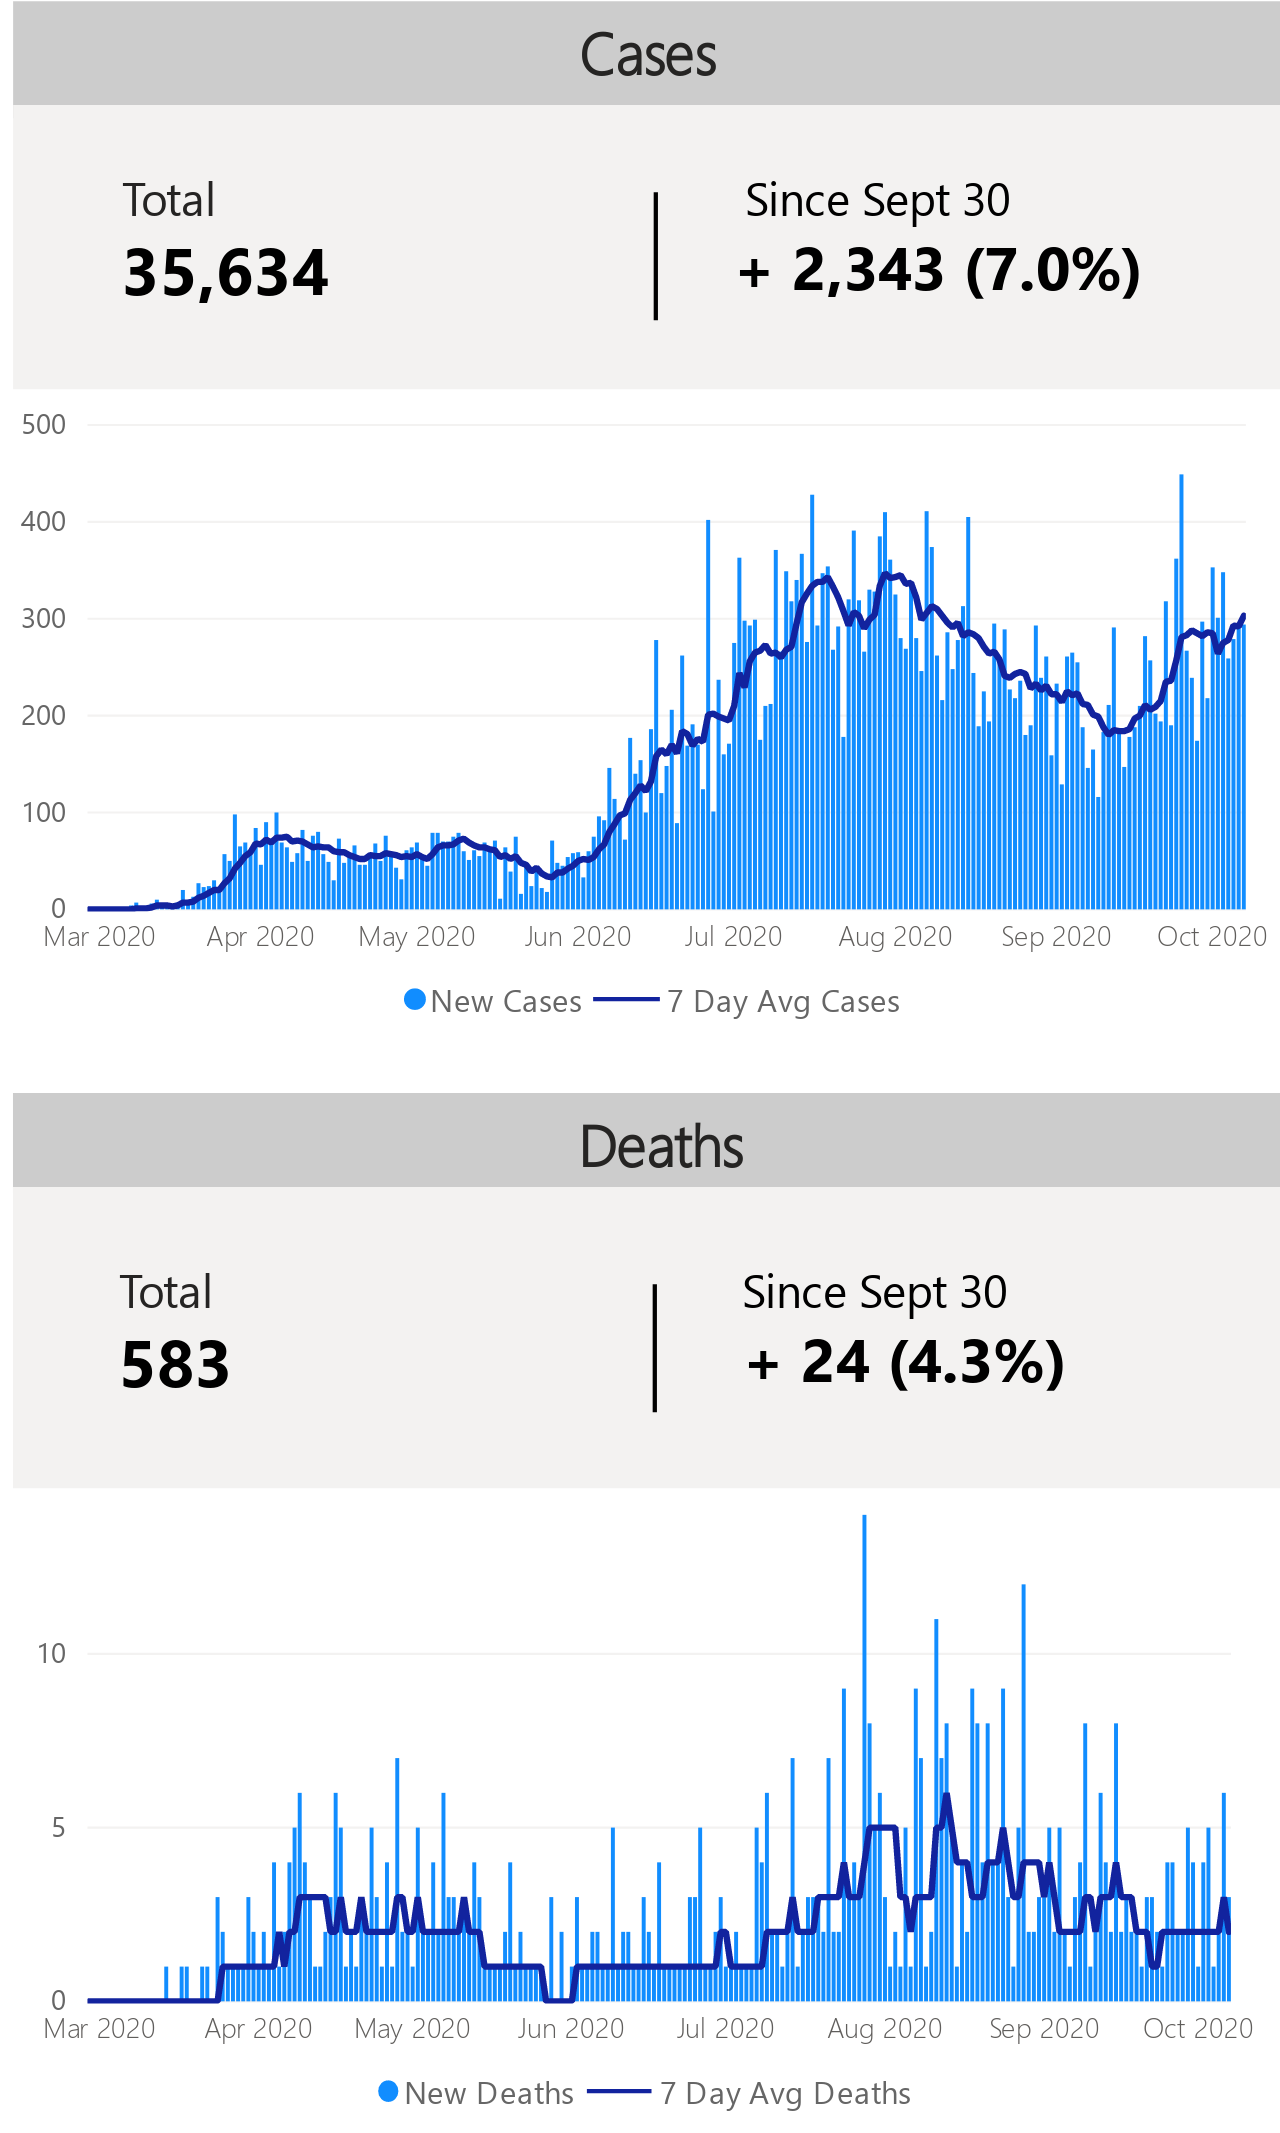 Cases
Total
Since Sept 30
35,634
+ 2,343 (7.0%)
500
400
300
200
100
0
Mar 2020 Apr 2020 May 2020 Jun 2020 Jul 2020 Aug 2020 Sep 2020 Oct 2020
New Cases 7 Day Avg Cases
Deaths
Total
Since Sept 30
583
+ 24 (4.3%)
10
5
0
Mar 2020 Apr 2020 May 2020 Jun 2020 Jul 2020 Aug 2020 Sep 2020 Oct 2020
New Deaths 7 Day Avg Deaths